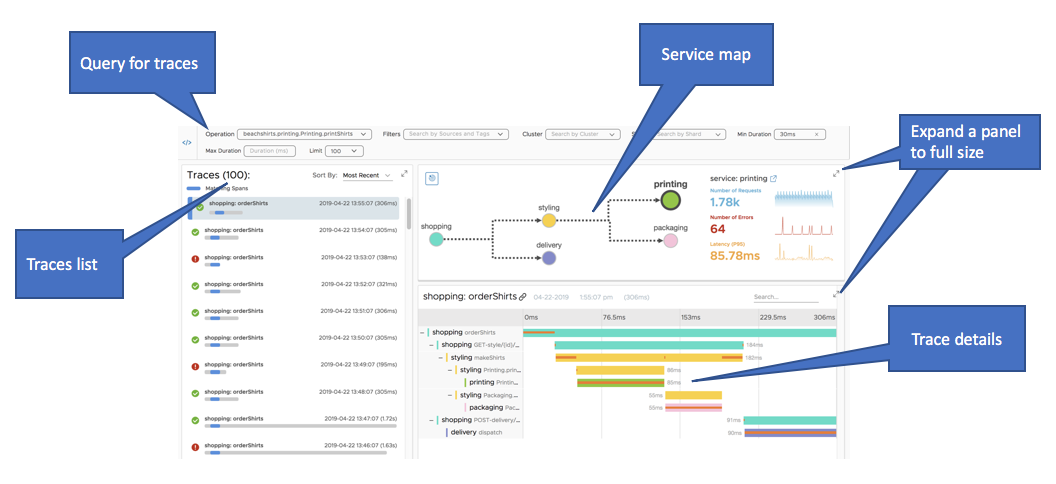 Query for traces
Service map
Expand a panel
to full size
Traces list
Trace details
</>
Operation beachshirts.printing.Printing.printShirts Filters Search by Sources and Tags Cluster Search by Cluster Search by Shard Min Duration 30ms ×
Max Duration Duration (ms) Limit 100
Traces (100): Sort By: Most Recent
Matching Spans
shopping: orderShirts 2019-04-22 13:55:07 (306ms)
shopping: orderShirts 2019-04-22 13:54:07 (305ms)
shopping: orderShirts 2019-04-22 13:53:07 (138ms)
shopping: orderShirts 2019-04-22 13:52:07 (321ms)
shopping: orderShirts 2019-04-22 13:51:07 (306ms)
shopping: orderShirts 2019-04-22 13:50:07 (305ms)
shopping: orderShirts 2019-04-22 13:49:07 (195ms)
shopping: orderShirts 2019-04-22 13:48:07 (305ms)
shopping: orderShirts 2019-04-22 13:47:07 (1.72s)
shopping: orderShirts 2019-04-22 13:46:07 (1.63s)
shopping
styling
delivery
printing
packaging
service: printing
Number of Requests
1.78k
Number of Errors
64
Latency (P95)
85.78ms
shopping: orderShirts 04-22-2019 1:55:07 pm (306ms) Search...
0ms 76.5ms 153ms 229.5ms 306ms
shopping orderShirts
shopping GET-style/{id}/... 184ms
styling makeShirts 182ms
styling Printing.prin... 86ms
printing Printin... 85ms
styling Packaging.... 55ms
packaging Pac... 55ms
shopping POST-delivery/... 91ms
delivery dispatch 90ms